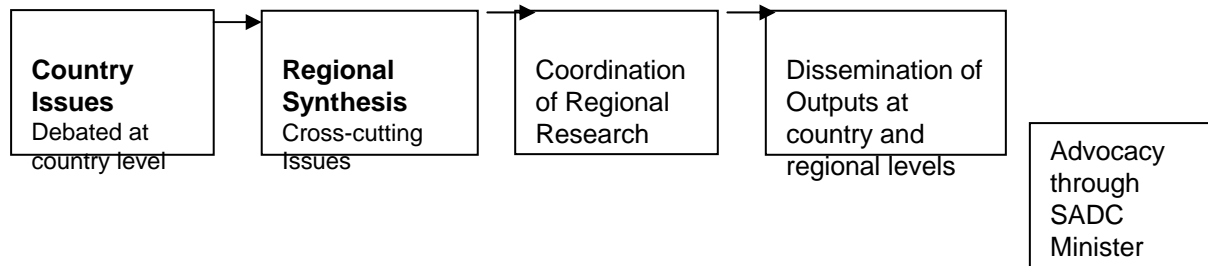 Country
Issues
Debated at
country level
Regional
Synthesis
Cross-cutting
Issues
Coordination
of Regional
Research
Dissemination of
Outputs at
country and
regional levels
Advocacy
through
SADC
Minister